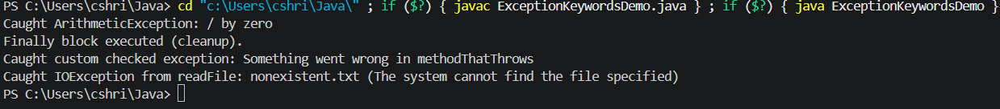 PS C:\Users\cshri\Java> cd "c:\Users\cshri\Java\" ; if ($?) { javac ExceptionKeywordsDemo.java } ; if ($?) { java ExceptionKeywordsDemo }
Caught ArithmeticException: / by zero
Finally block executed (cleanup).
Caught custom checked exception: Something went wrong in methodThatThrows
Caught IOException from readFile: nonexistent.txt (The system cannot find the file specified)
PS C:\Users\cshri\Java>